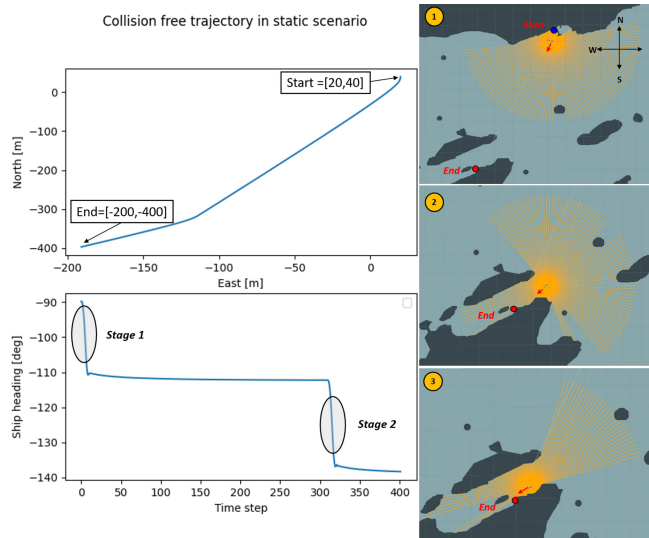 Collision free trajectory in static scenario
North [m]
0
−100
−200
−300
−400
Start =[20,40]
End=[-200,-400]
−200
−150
−100
−50
0
East [m]
Ship heading [deg]
−90
−100
−110
−120
−130
−140
Stage 1
Stage 2
0
50
100
150
200
250
300
350
400
Time step
1
Start
N
W
E
S
End
2
End
3
End